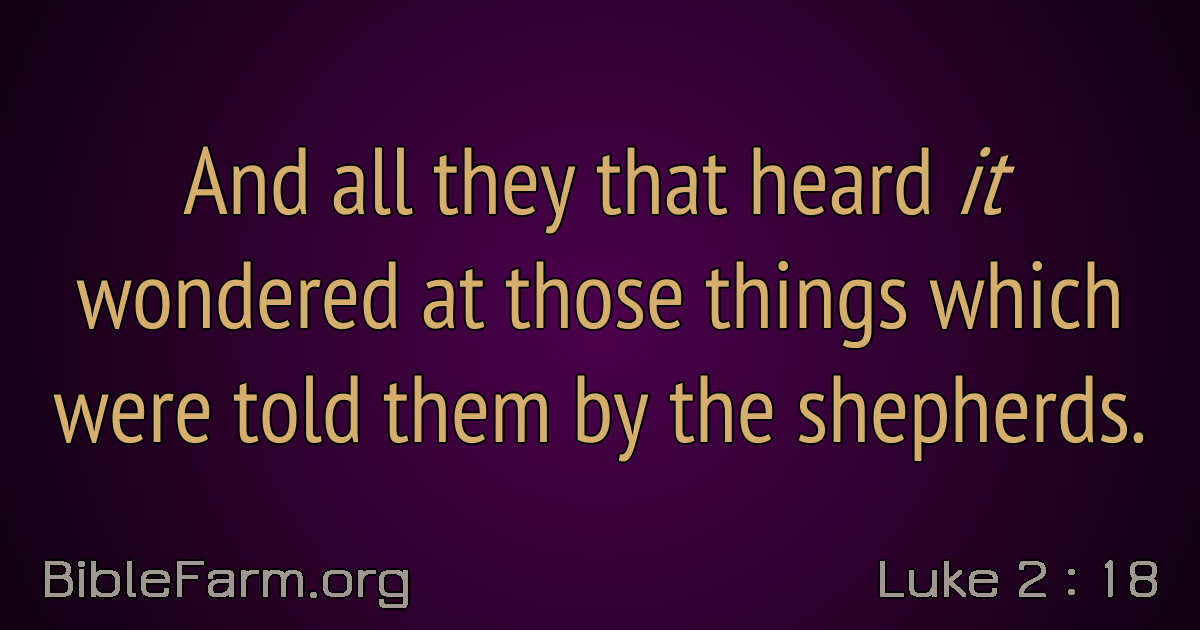 And all they that heard it
wondered at those things which
were told them by the shepherds.
BibleFarm.org
Luke 2 : 18